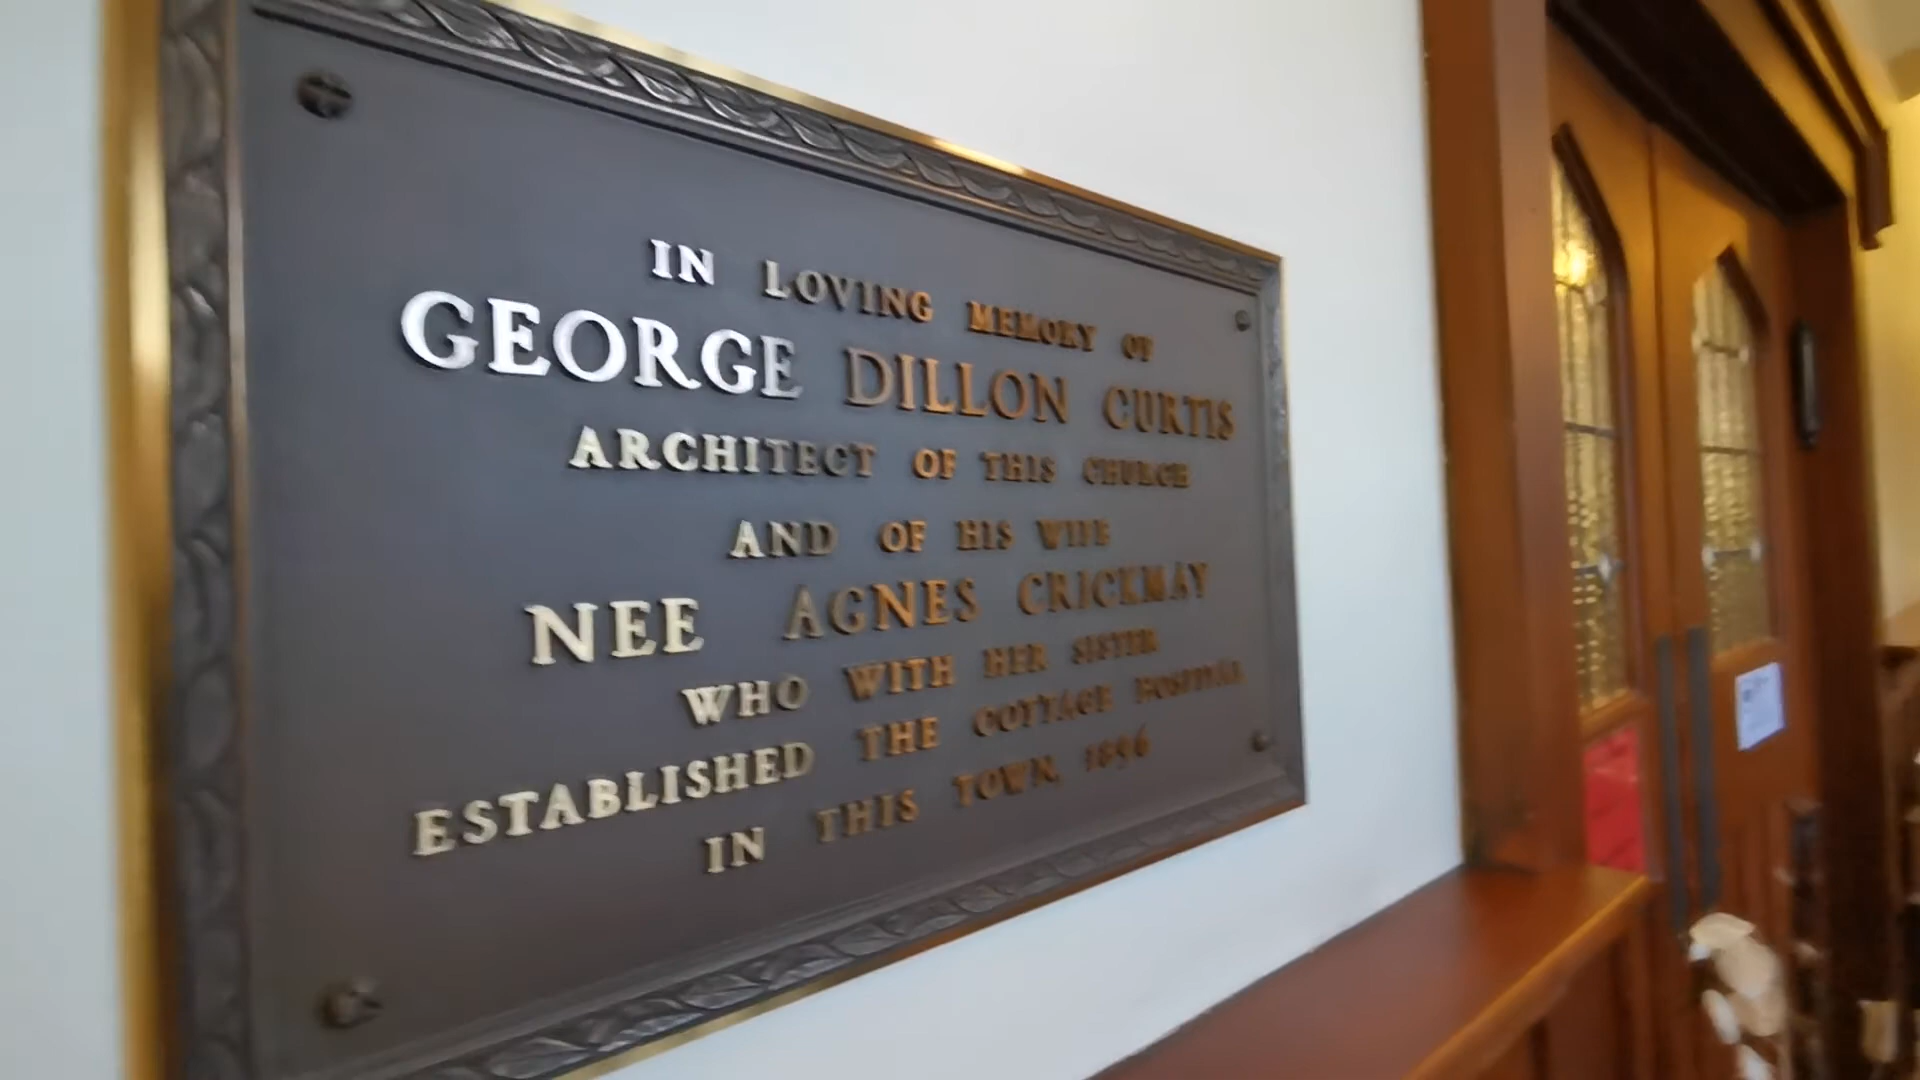 IN LOVING MEMORY OF
GEORGE DILLON CURTIS
ARCHITECT OF THIS CHURCH
AND OF HIS WIFE
NEE AGNES CRICKMAY
WHO WITH HER SISTER
ESTABLISHED THE COTTAGE HOSPITAL
IN THIS TOWN, 1896